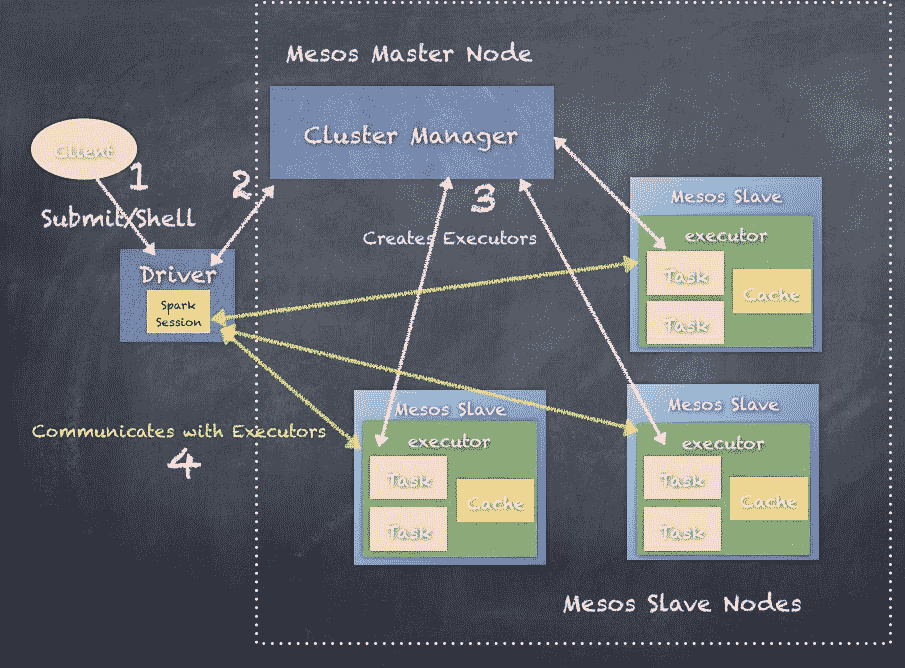 Mesos Master Node
Cluster Manager
Client
1
Submit/Shell
2
3
Creates Executors
Driver
Spark
Session
Mesos Slave
executor
Task
Cache
Task
Communicates with Executors
4
Mesos Slave
executor
Task
Cache
Task
Mesos Slave
executor
Task
Cache
Task
Mesos Slave Nodes